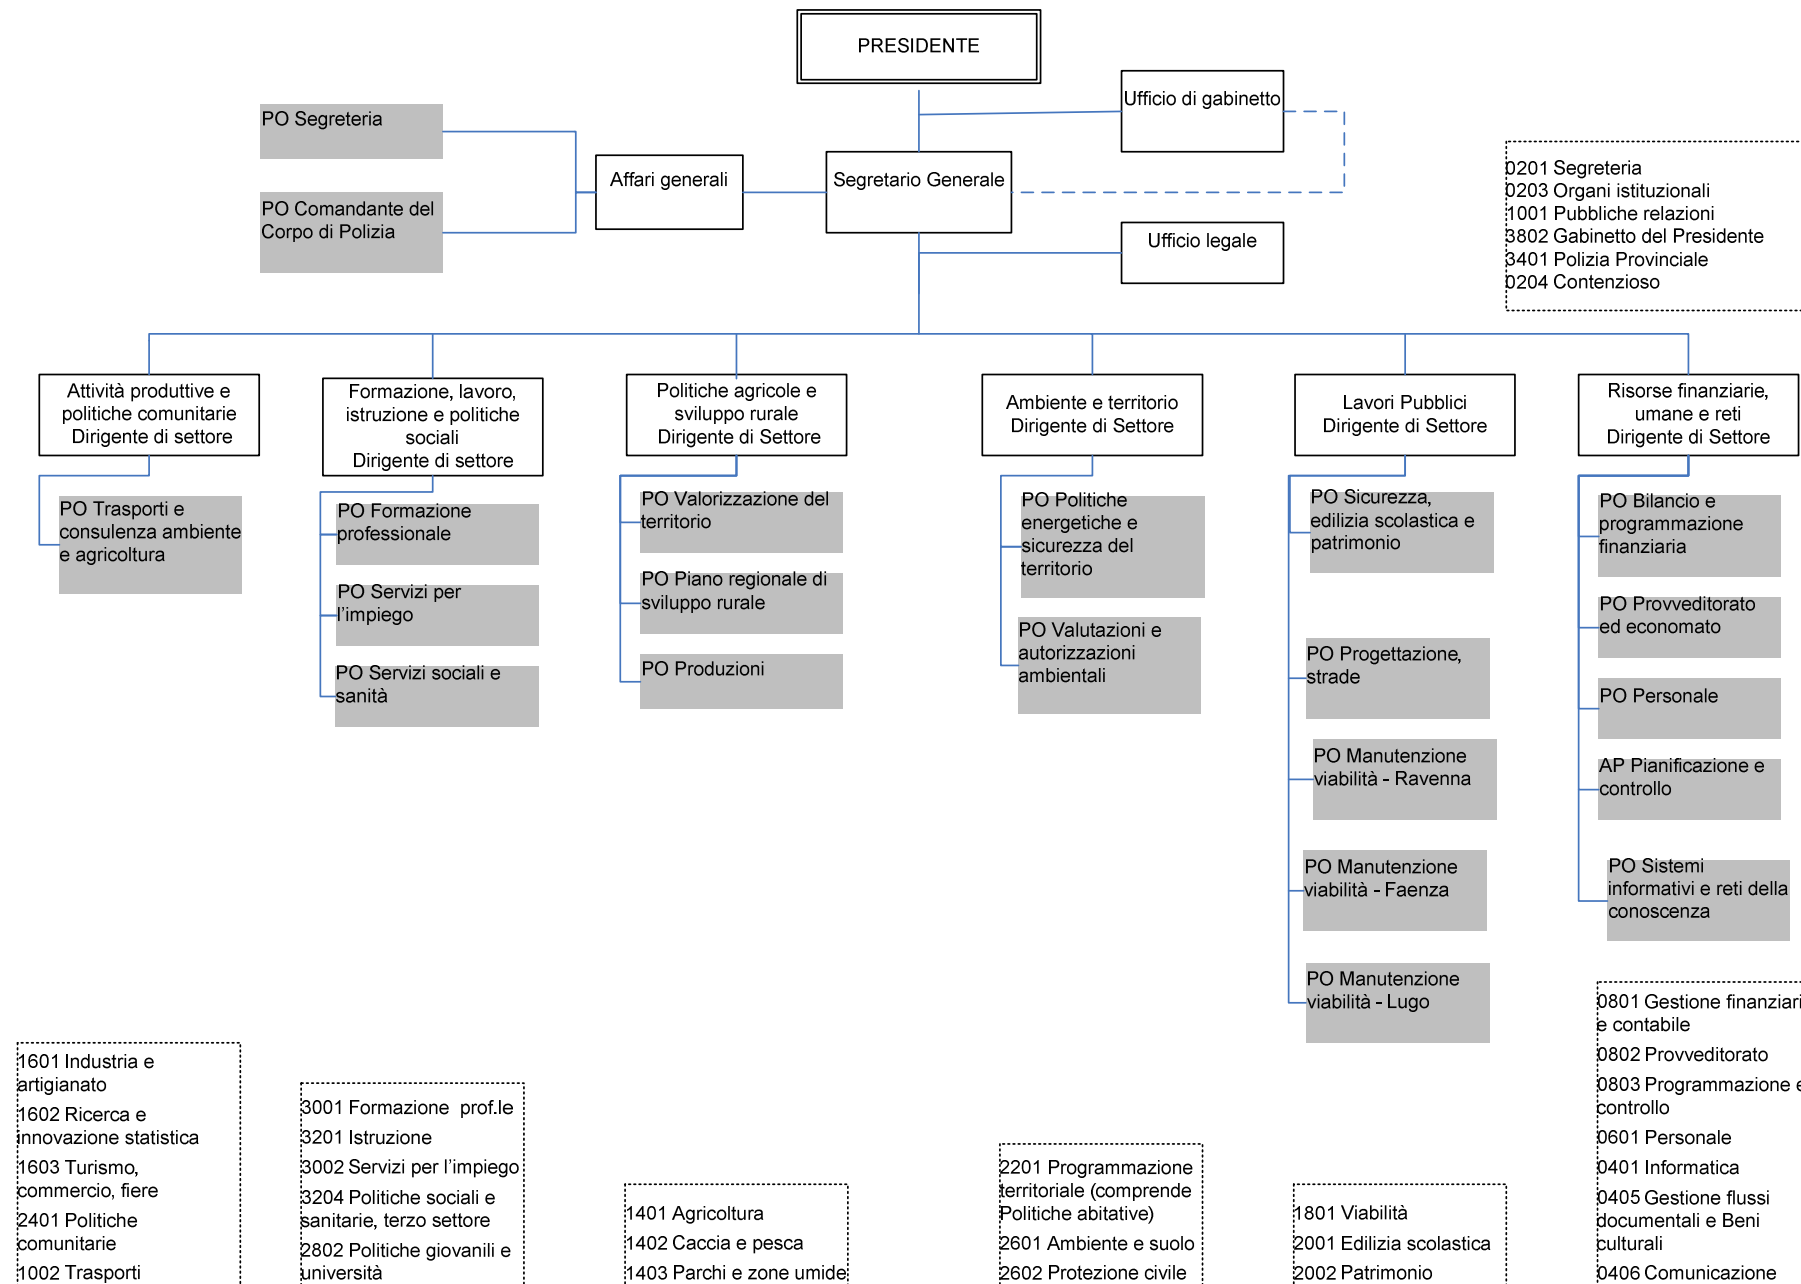 PRESIDENTE
Ufficio di gabinetto
PO Segreteria
Affari generali
Segretario Generale
PO Comandante del
Corpo di Polizia
Ufficio legale
0201 Segreteria
0203 Organi istituzionali
1001 Pubbliche relazioni
3802 Gabinetto del Presidente
3401 Polizia Provinciale
0204 Contenzioso
Attività produttive e
politiche comunitarie
Dirigente di settore
Formazione, lavoro,
istruzione e politiche
sociali
Dirigente di settore
Politiche agricole e
sviluppo rurale
Dirigente di Settore
Ambiente e territorio
Dirigente di Settore
Lavori Pubblici
Dirigente di Settore
Risorse finanziarie,
umane e reti
Dirigente di Settore
PO Trasporti e
consulenza ambiente
e agricoltura
PO Formazione
professionale
PO Servizi per
l'impiego
PO Servizi sociali e
sanità
PO Valorizzazione del
territorio
PO Piano regionale di
sviluppo rurale
PO Produzioni
PO Politiche
energetiche e
sicurezza del
territorio
PO Valutazioni e
autorizzazioni
ambientali
PO Sicurezza,
edilizia scolastica e
patrimonio
PO Progettazione,
strade
PO Manutenzione
viabilità - Ravenna
PO Manutenzione
viabilità - Faenza
PO Manutenzione
viabilità - Lugo
PO Bilancio e
programmazione
finanziaria
PO Provveditorato
ed economato
PO Personale
AP Pianificazione e
controllo
PO Sistemi
informativi e reti della
conoscenza
1601 Industria e
artigianato
1602 Ricerca e
innovazione statistica
1603 Turismo,
commercio, fiere
2401 Politiche
comunitarie
1002 Trasporti
3001 Formazione prof.le
3201 Istruzione
3002 Servizi per l'impiego
3204 Politiche sociali e
sanitarie, terzo settore
2802 Politiche giovanili e
università
1401 Agricoltura
1402 Caccia e pesca
1403 Parchi e zone umide
2201 Programmazione
territoriale (comprende
Politiche abitative)
2601 Ambiente e suolo
2602 Protezione civile
1801 Viabilità
2001 Edilizia scolastica
2002 Patrimonio
0801 Gestione finanziari
e contabile
0802 Provveditorato
0803 Programmazione e
controllo
0601 Personale
0401 Informatica
0405 Gestione flussi
documentali e Beni
culturali
0406 Comunicazione